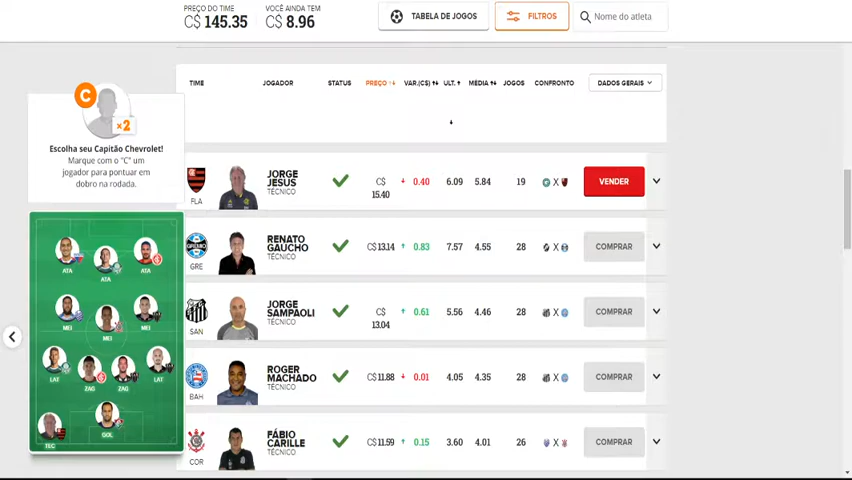 PREÇO DO TIME
C$ 145.35
VOCÊ AINDA TEM
C$ 8.96
TABELA DE JOGOS
FILTROS
Nome do atleta
TIME JOGADOR STATUS PREÇO VAR.(C$) ULT. MÉDIA JOGOS CONFRONTO DADOS GERAIS
C
x2
Escolha seu Capitão Chevrolet!
Marque com o "C" um
jogador para pontuar em
dobro na rodada.
FLA
JORGE
JESUS
TÉCNICO
C$
15.40
0.40 6.09 5.84 19 X VENDER
GRÊMIO
GRE
RENATO
GAUCHO
TÉCNICO
C$ 13.14 0.83 7.57 4.55 28 X COMPRAR
SAN
JORGE
SAMPAOLI
TÉCNICO
C$
13.04
0.61 5.56 4.46 28 X COMPRAR
BAH
ROGER
MACHADO
TÉCNICO
C$ 11.88 0.01 4.05 4.35 28 X COMPRAR
COR
FÁBIO
CARILLE
TÉCNICO
C$ 11.59 0.15 3.60 4.01 26 X COMPRAR
ATA ATA ATA
MEI MEI MEI
LAT ZAG ZAG LAT
TEC GOL